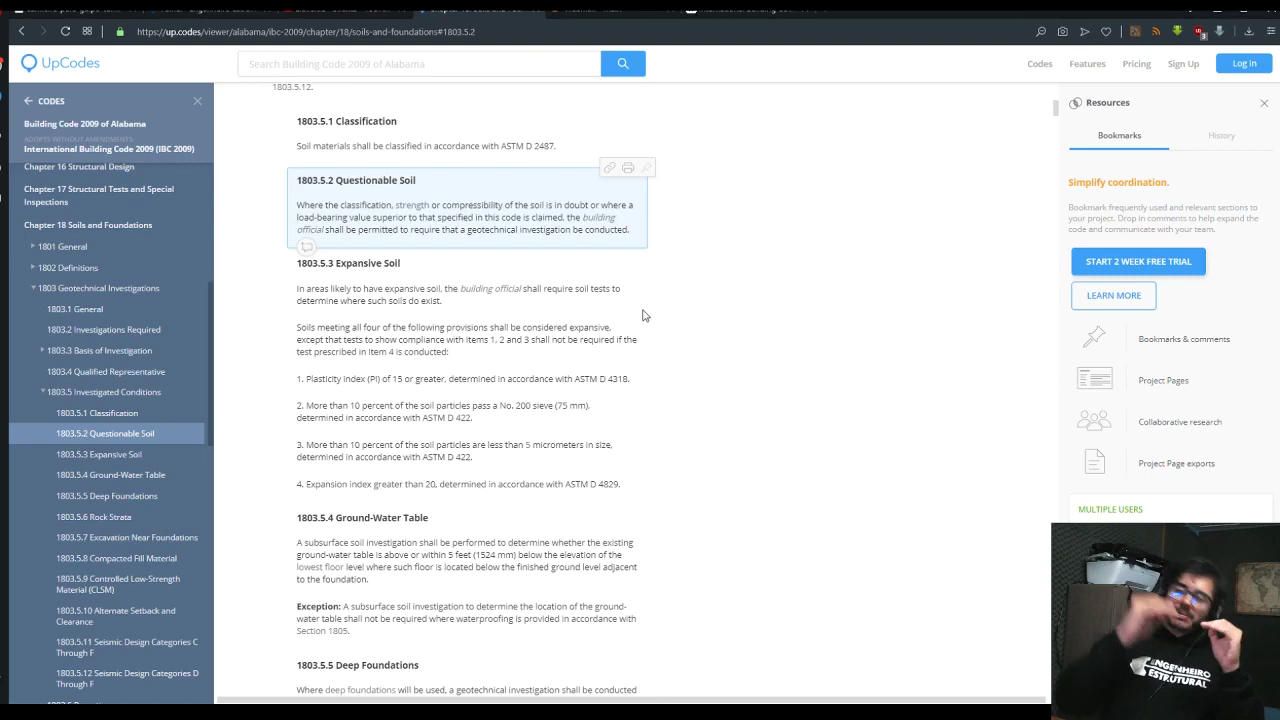 https://up.codes/viewer/alabama/ibc-2009/chapter/18/soils-and-foundations#1803.5.2
UpCodes
Search Building Code 2009 of Alabama
Codes
Features
Pricing
Sign Up
Log In
CODES
Building Code 2009 of Alabama
ADOPTS WITHOUT AMENDMENTS
International Building Code 2009 (IBC 2009)
Chapter 16 Structural Design
Chapter 17 Structural Tests and Special
Inspections
Chapter 18 Soils and Foundations
1801 General
1802 Definitions
1803 Geotechnical Investigations
1803.1 General
1803.2 Investigations Required
1803.3 Basis of Investigation
1803.4 Qualified Representative
1803.5 Investigated Conditions
1803.5.1 Classification
1803.5.2 Questionable Soil
1803.5.3 Expansive Soil
1803.5.4 Ground-Water Table
1803.5.5 Deep Foundations
1803.5.6 Rock Strata
1803.5.7 Excavation Near Foundations
1803.5.8 Compacted Fill Material
1803.5.9 Controlled Low-Strength
Material (CLSM)
1803.5.10 Alternate Setback and
Clearance
1803.5.11 Seismic Design Categories C
Through F
1803.5.12 Seismic Design Categories D
Through F
1803.5.12.
1803.5.1 Classification
Soil materials shall be classified in accordance with ASTM D 2487.
1803.5.2 Questionable Soil
Where the classification, strength or compressibility of the soil is in doubt or where a
load-bearing value superior to that specified in this code is claimed, the building
official shall be permitted to require that a geotechnical investigation be conducted.
1803.5.3 Expansive Soil
In areas likely to have expansive soil, the building official shall require soil tests to
determine where such soils do exist.
Soils meeting all four of the following provisions shall be considered expansive,
except that tests to show compliance with Items 1, 2 and 3 shall not be required if the
test prescribed in Item 4 is conducted:
1. Plasticity index (PI) of 15 or greater, determined in accordance with ASTM D 4318.
2. More than 10 percent of the soil particles pass a No. 200 sieve (75 mm),
determined in accordance with ASTM D 422.
3. More than 10 percent of the soil particles are less than 5 micrometers in size,
determined in accordance with ASTM D 422.
4. Expansion index greater than 20, determined in accordance with ASTM D 4829.
1803.5.4 Ground-Water Table
A subsurface soil investigation shall be performed to determine whether the existing
ground-water table is above or within 5 feet (1524 mm) below the elevation of the
lowest floor level where such floor is located below the finished ground level adjacent
to the foundation.
Exception: A subsurface soil investigation to determine the location of the ground-
water table shall not be required where waterproofing is provided in accordance with
Section 1805.
1803.5.5 Deep Foundations
Where deep foundations will be used, a geotechnical investigation shall be conducted
Resources
Bookmarks
History
Simplify coordination.
Bookmark frequently used and relevant sections to
your project. Drop in comments to help expand the
code and communicate with your team.
START 2 WEEK FREE TRIAL
LEARN MORE
Bookmarks & comments
Project Pages
Collaborative research
Project Page exports
MULTIPLE USERS
ENGENHEIRO
ESTRUTURAL